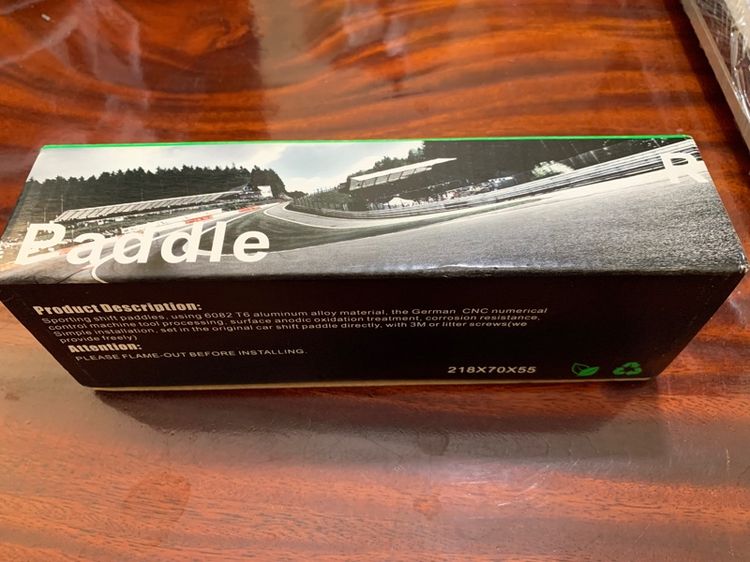 R
Paddle
Product Description:
Sporting shift paddles, using 6082 T6 aluminum alloy material, the German CNC numerical
control machine tool processing, surface anodic oxidation treatment, corrosion resistance,
Simple installation, set in the original car shift paddle directly, with 3M or litter screws(we
provide freely)
Attention:
PLEASE FLAME-OUT BEFORE INSTALLING.
218X70X55